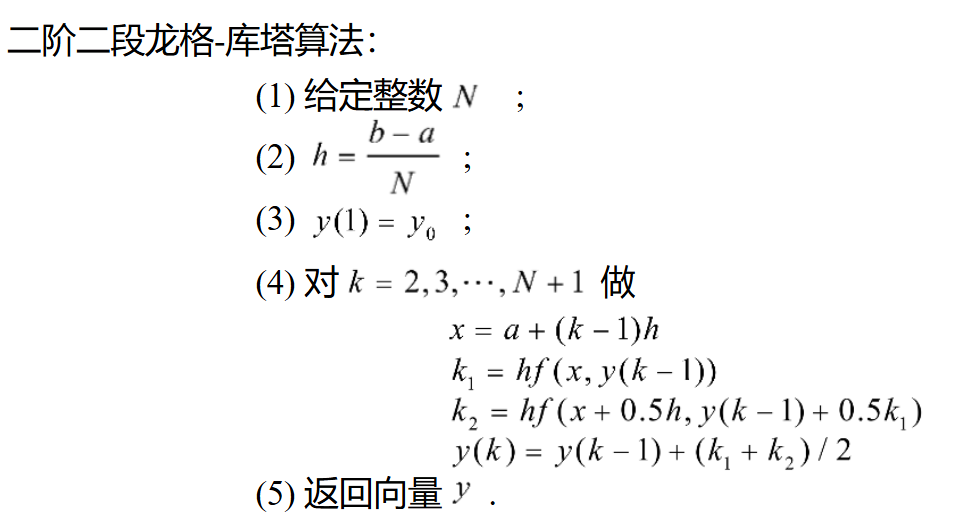 二阶二段龙格-库塔算法：
(1) 给定整数 N ；
(2) h = \frac{b - a}{N} ；
(3) y(1) = y_0 ；
(4) 对 k = 2,3,⋯,N + 1 做
x = a + (k − 1)h
k_1 = hf(x, y(k − 1))
k_2 = hf(x + 0.5h, y(k − 1) + 0.5k_1)
y(k) = y(k − 1) + (k_1 + k_2) / 2
(5) 返回向量 y .